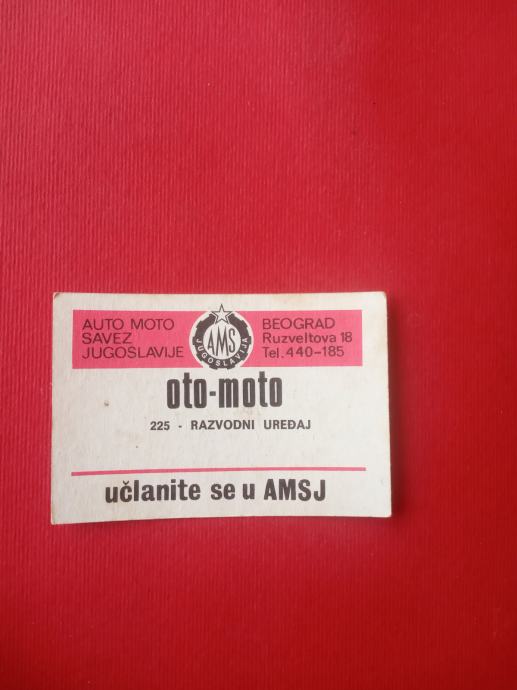 AUTO MOTO
SAVEZ
JUGOSLAVIJE
AMS
JUGOSLAVIJA
BEOGRAD
Ruzveltova 18
Tel. 440-185
oto-moto
225 - RAZVODNI UREĐAJ
učlanite se u AMSJ